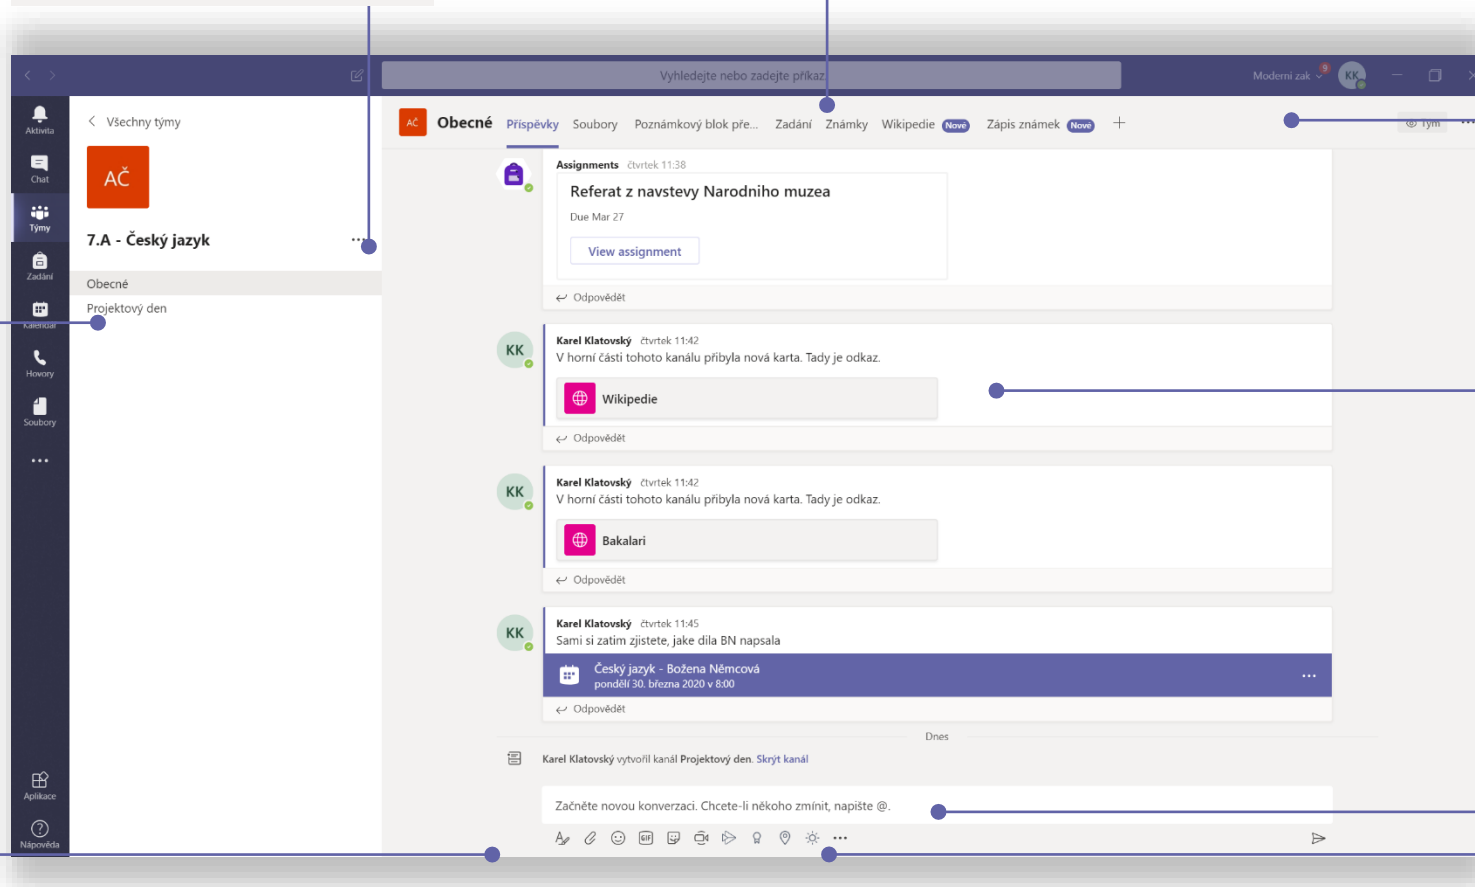 Vyhledejte nebo zadejte příkaz.
Moderni zak
9
KK
Aktivita
Chat
Týmy
Zadání
Kalendář
Hovory
Soubory
Aplikace
Nápověda
Všechny týmy
AČ
7.A - Český jazyk
Obecné
Projektový den
AČ Obecné Příspěvky Soubory Poznámkový blok pře... Zadání Známky Wikipedie Nové Zápis známek Nové
Tým
Assignments čtvrtek 11:38
Referat z navstevy Narodniho muzea
Due Mar 27
View assignment
Odpovědět
KK
Karel Klatovský čtvrtek 11:42
V horní části tohoto kanálu přibyla nová karta. Tady je odkaz.
Wikipedie
Odpovědět
KK
Karel Klatovský čtvrtek 11:42
V horní části tohoto kanálu přibyla nová karta. Tady je odkaz.
Bakalari
Odpovědět
KK
Karel Klatovský čtvrtek 11:45
Sami si zatim zjistete, jake dila BN napsala
Český jazyk - Božena Němcová
pondělí 30. března 2020 v 8:00
Odpovědět
Dnes
Karel Klatovský vytvořil kanál Projektový den. Skrýt kanál
Začněte novou konverzaci. Chcete-li někoho zmínit, napište @.
GIF